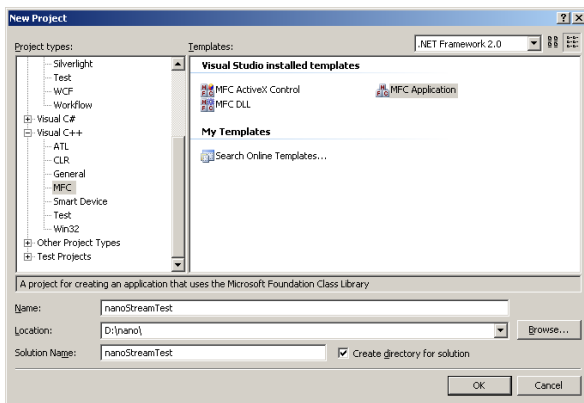 New Project
Project types:
Templates:
.NET Framework 2.0
Silverlight
Test
WCF
Workflow
Visual C#
Visual C++
ATL
CLR
General
MFC
Smart Device
Test
Win32
Other Project Types
Test Projects
Visual Studio installed templates
MFC ActiveX Control
MFC Application
MFC DLL
My Templates
Search Online Templates...
A project for creating an application that uses the Microsoft Foundation Class Library
Name:
nanoStreamTest
Location:
D:\nano\
Browse...
Solution Name:
nanoStreamTest
Create directory for solution
OK
Cancel